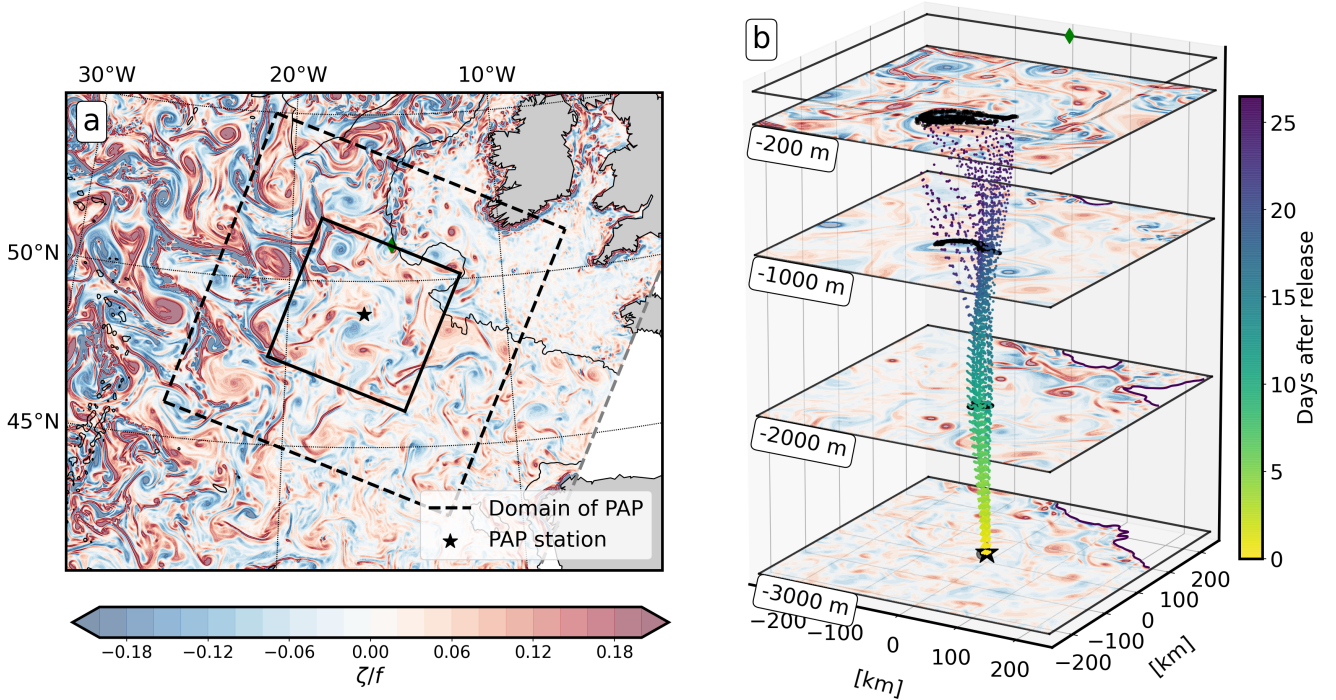 30°W 20°W 10°W
a
50°N
45°N
Domain of PAP
PAP station
−0.18 −0.12 −0.06 0.00 0.06 0.12 0.18
ζ/f
b
-200 m
-1000 m
-2000 m
-3000 m
−200 −100 0 100 200
[km]
−200 −100 0 100 200
[km]
25
20
15
10
5
0
Days after release